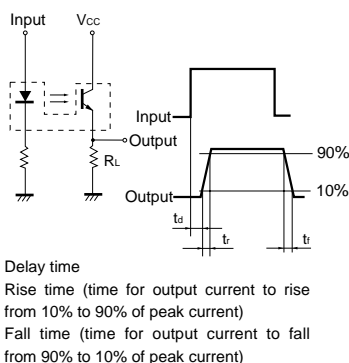 Input
Vcc
Output
RL
Input
Output
90%
10%
td
tr
tf
Delay time
Rise time (time for output current to rise
from 10% to 90% of peak current)
Fall time (time for output current to fall
from 90% to 10% of peak current)